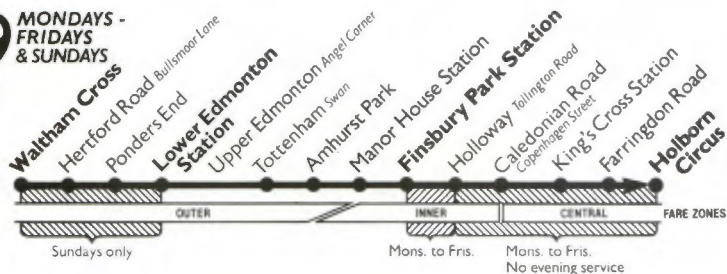 9
MONDAYS -
FRIDAYS
& SUNDAYS
Waltham Cross
Hertford Road Bullsmoor Lane
Ponders End
Lower Edmonton
Station
Upper Edmonton Angel Corner
Tottenham Swan
Amhurst Park
Manor House Station
Finsbury Park Station
Holloway Tollington Road
Caledonian Road
Copenhagen Street
King's Cross Station
Farringdon Road
Holborn
Circus
OUTER
INNER
CENTRAL
FARE ZONES
Sundays only
Mons. to Fris.
Mons. to Fris.
No evening service